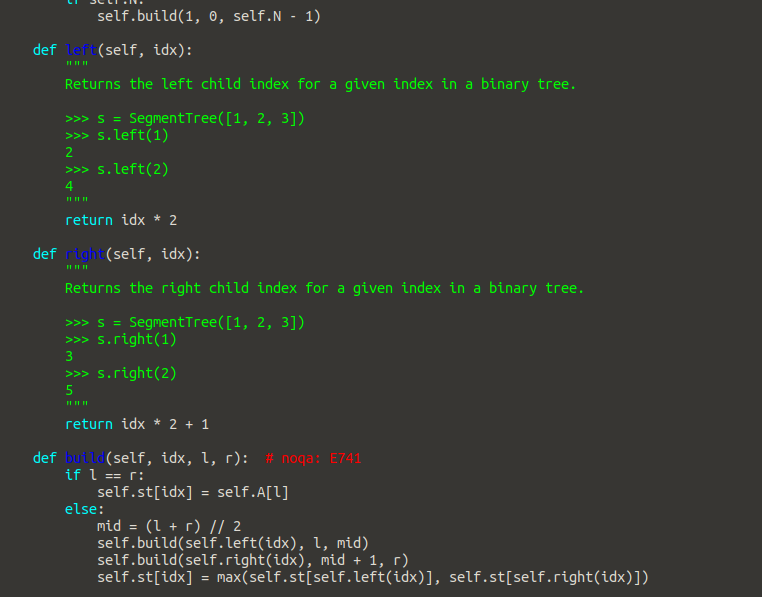 if self.N:
self.build(1, 0, self.N - 1)
def left(self, idx):
"""
Returns the left child index for a given index in a binary tree.
>>> s = SegmentTree([1, 2, 3])
>>> s.left(1)
2
>>> s.left(2)
4
"""
return idx * 2
def right(self, idx):
"""
Returns the right child index for a given index in a binary tree.
>>> s = SegmentTree([1, 2, 3])
>>> s.right(1)
3
>>> s.right(2)
5
"""
return idx * 2 + 1
def build(self, idx, l, r):  # noqa: E741
if l == r:
self.st[idx] = self.A[l]
else:
mid = (l + r) // 2
self.build(self.left(idx), l, mid)
self.build(self.right(idx), mid + 1, r)
self.st[idx] = max(self.st[self.left(idx)], self.st[self.right(idx)])